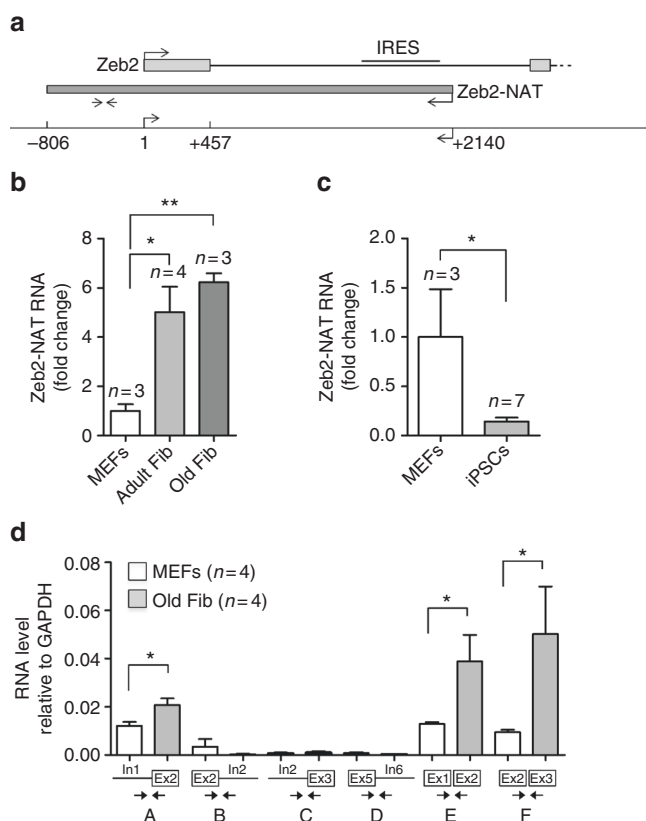 a
IRES
Zeb2
Zeb2-NAT
−806 1 +457 +2140
b
Zeb2-NAT RNA
(fold change)
8
6
4
2
0
**
*
n=3
n=4
n=3
MEFs
Adult Fib
Old Fib
c
Zeb2-NAT RNA
(fold change)
2.0
1.5
1.0
0.5
0.0
*
n=3
n=7
MEFs
iPSCs
d
RNA level
relative to GAPDH
0.08
0.06
0.04
0.02
0.00
MEFs (n=4)
Old Fib (n=4)
*
*
*
In1 Ex2 Ex2 In2 In2 Ex3 Ex5 In6 Ex1 Ex2 Ex2 Ex3
A B C D E F